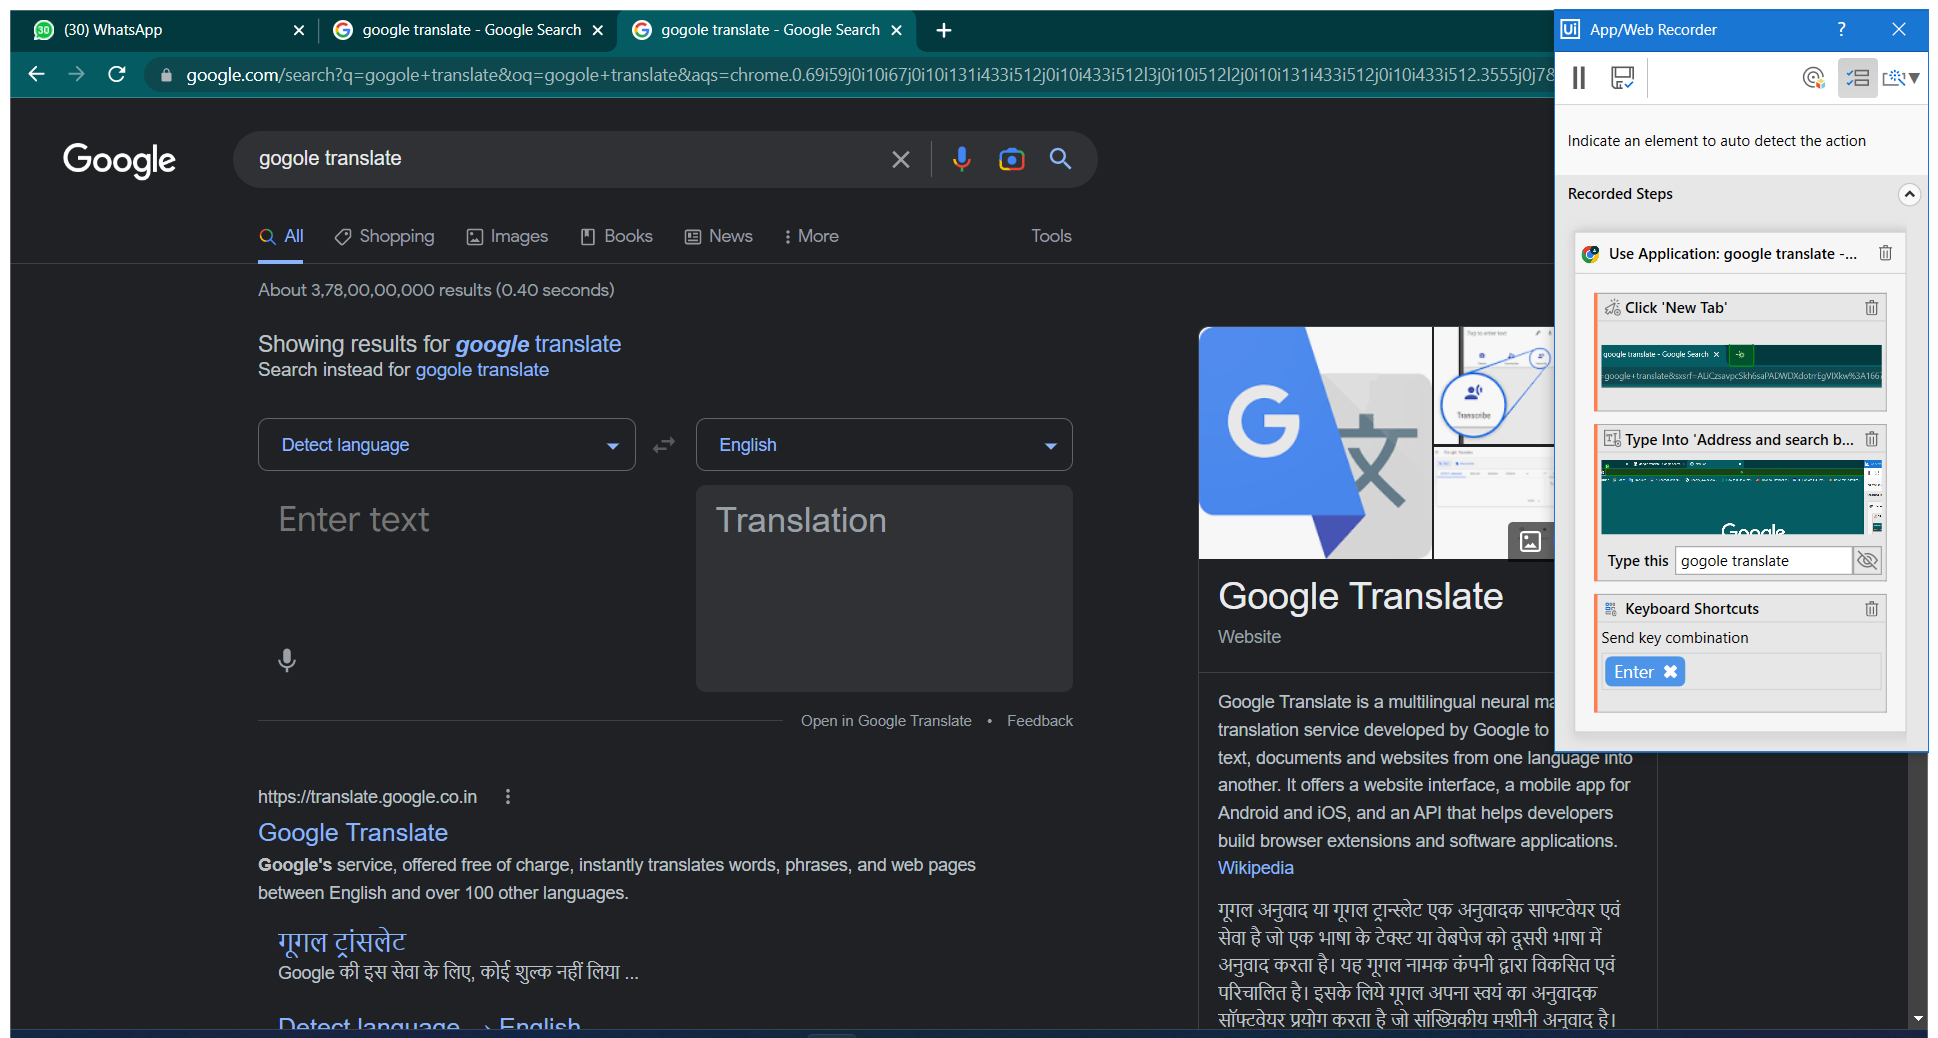 (30) WhatsApp
google translate - Google Search
gogole translate - Google Search
google.com/search?q=gogole+translate&oq=gogole+translate&aqs=chrome.0.69i59j0i10i67j0i10i131i433i512j0i10i433i512l3j0i10i512l2j0i10i131i433i512j0i10i433i512.3555j0j7&
Google
gogole translate
All
Shopping
Images
Books
News
More
Tools
About 3,78,00,00,000 results (0.40 seconds)
Showing results for google translate
Search instead for gogole translate
Detect language
English
Enter text
Translation
Open in Google Translate • Feedback
https://translate.google.co.in
Google Translate
Google's service, offered free of charge, instantly translates words, phrases, and web pages
between English and over 100 other languages.
गूगल ट्रांसलेट
Google की इस सेवा के लिए, कोई शुल्क नहीं लिया ...
Detect language → English
Transcribe
Google Translate
Website
Google Translate is a multilingual neural ma
translation service developed by Google to
text, documents and websites from one language into
another. It offers a website interface, a mobile app for
Android and iOS, and an API that helps developers
build browser extensions and software applications.
Wikipedia
गूगल अनुवाद या गूगल ट्रान्स्लेट एक अनुवादक साफ्टवेयर एवं
सेवा है जो एक भाषा के टेक्स्ट या वेबपेज को दूसरी भाषा में
अनुवाद करता है। यह गूगल नामक कंपनी द्वारा विकसित एवं
परिचालित है। इसके लिये गूगल अपना स्वयं का अनुवादक
सॉफ्टवेयर प्रयोग करता है जो सांख्यिकीय मशीनी अनुवाद है।
Ui App/Web Recorder
Indicate an element to auto detect the action
Recorded Steps
Use Application: google translate -...
Click 'New Tab'
google translate - Google Search
Type Into 'Address and search b...
Google
Type this gogole translate
Keyboard Shortcuts
Send key combination
Enter